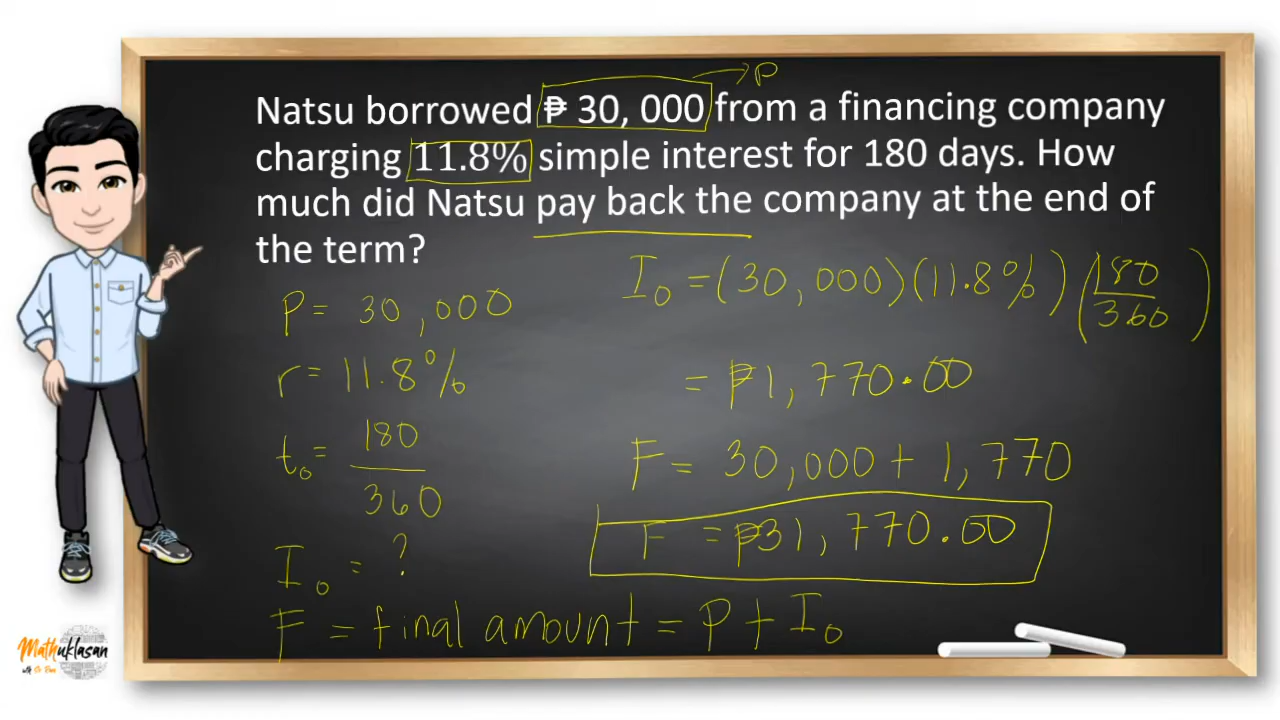 Natsu borrowed ₱ 30, 000 from a financing company
charging 11.8% simple interest for 180 days. How
much did Natsu pay back the company at the end of
the term?
→ P
P = 30,000
r = 11.8%
t₀ = 180/360
I₀ = ?
F = final amount = P + I₀
I₀ = (30,000)(11.8%)(180/360)
= ₱1,770.00
F = 30,000 + 1,770
F = ₱31,770.00
Mathuklasan